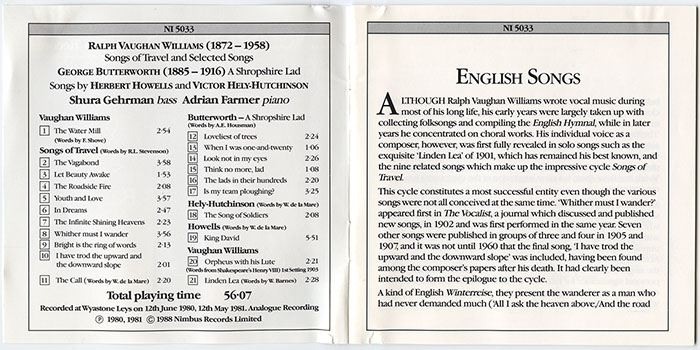 NI 5033
RALPH VAUGHAN WILLIAMS (1872 – 1958)
Songs of Travel and Selected Songs
GEORGE BUTTERWORTH (1885 – 1916) A Shropshire Lad
Songs by HERBERT HOWELLS and VICTOR HELY-HUTCHINSON
Shura Gehrman bass Adrian Farmer piano
Vaughan Williams
1 The Water Mill 2·54
(Words by F. Shove)
Songs of Travel (Words by R.L. Stevenson)
2 The Vagabond 3·58
3 Let Beauty Awake 1·53
4 The Roadside Fire 2·08
5 Youth and Love 3·57
6 In Dreams 2·47
7 The Infinite Shining Heavens 2·23
8 Whither must I wander 3·56
9 Bright is the ring of words 2·13
10 I have trod the upward and
the downward slope 2·01
11 The Call (Words by W. de la Mare) 2·20
Butterworth – A Shropshire Lad
(Words by A.E. Housman)
12 Loveliest of trees 2·24
13 When I was one-and-twenty 1·06
14 Look not in my eyes 2·26
15 Think no more, lad 1·08
16 The lads in their hundreds 2·20
17 Is my team ploughing? 3·25
Hely-Hutchinson (Words by W. de la Mare)
18 The Song of Soldiers 2·08
Howells (Words by W. de la Mare)
19 King David 5·51
Vaughan Williams
20 Orpheus with his Lute 2·21
(Words from Shakespeare's Henry VIII) 1st Setting 1903
21 Linden Lea (Words by W. Barnes) 2·28
Total playing time 56·07
Recorded at Wyastone Leys on 12th June 1980, 12th May 1981. Analogue Recording
Ⓟ 1980, 1981 © 1988 Nimbus Records Limited
NI 5033
ENGLISH SONGS
ALTHOUGH Ralph Vaughan Williams wrote vocal music during
most of his long life, his early years were largely taken up with
collecting folksongs and compiling the English Hymnal, while in later
years he concentrated on choral works. His individual voice as a
composer, however, was first fully revealed in solo songs such as the
exquisite 'Linden Lea' of 1901, which has remained his best known, and
the nine related songs which make up the impressive cycle Songs of
Travel.
This cycle constitutes a most successful entity even though the various
songs were not all conceived at the same time. 'Whither must I wander?'
appeared first in The Vocalist, a journal which discussed and published
new songs, in 1902 and was first performed in the same year. Seven
other songs were published in groups of three and four in 1905 and
1907, and it was not until 1960 that the final song, 'I have trod the
upward and the downward slope' was included, having been found
among the composer's papers after his death. It had clearly been
intended to form the epilogue to the cycle.
A kind of English Winterreise, they present the wanderer as a man who
had never demanded much ('All I ask the heaven above,/And the road